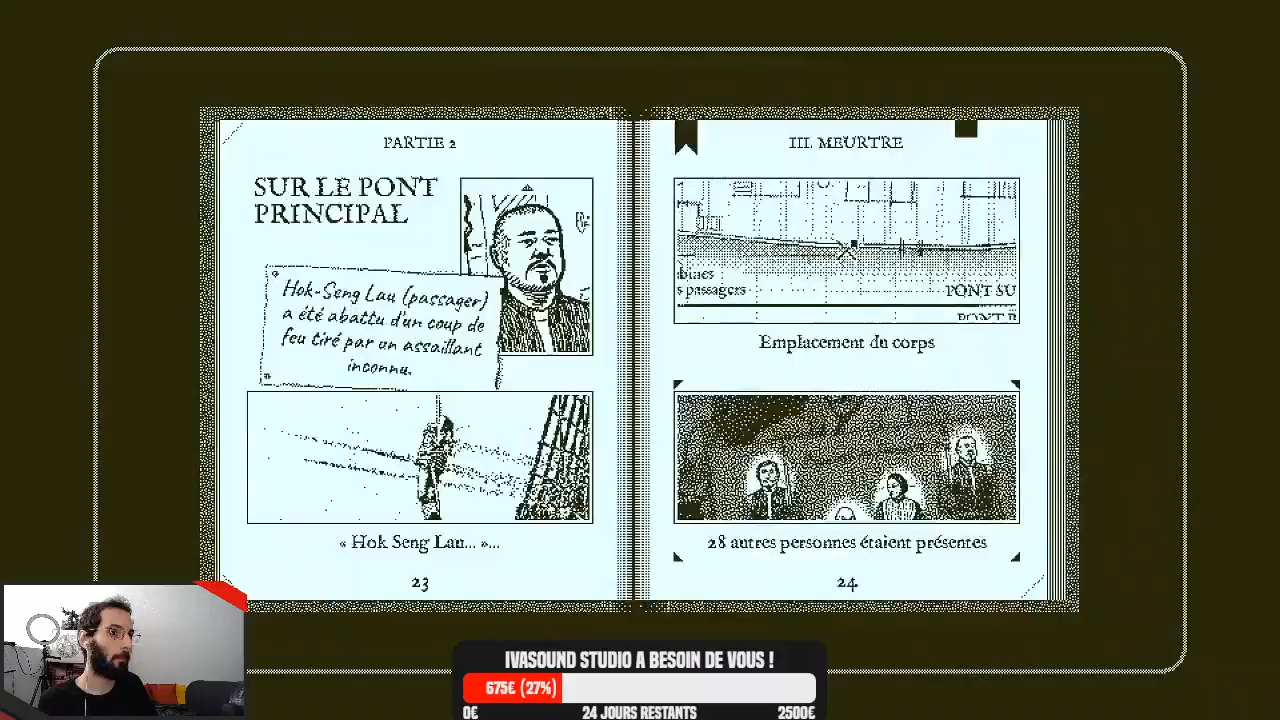 PARTIE 2
SUR LE PONT
PRINCIPAL
Hok-Seng Lau (passager)
a été abattu d'un coup de
feu tiré par un assaillant
inconnu.
« Hok Seng Lau... »...
23
III. MEURTRE
s passagers
PONT SU
Emplacement du corps
28 autres personnes étaient présentes
24
IVASOUND STUDIO A BESOIN DE VOUS !
675€ (27%)
0€ 24 JOURS RESTANTS 2500€